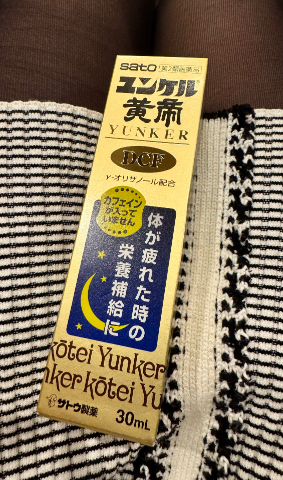 sato 第2類医薬品
ユンケル
黄帝
YUNKER
DCF
γ-オリザノール配合
カフェイン
が入って
いません
体が疲れた時の
栄養補給に
kōtei Yunker
nker kōtei Yu
サトウ製薬
30mL